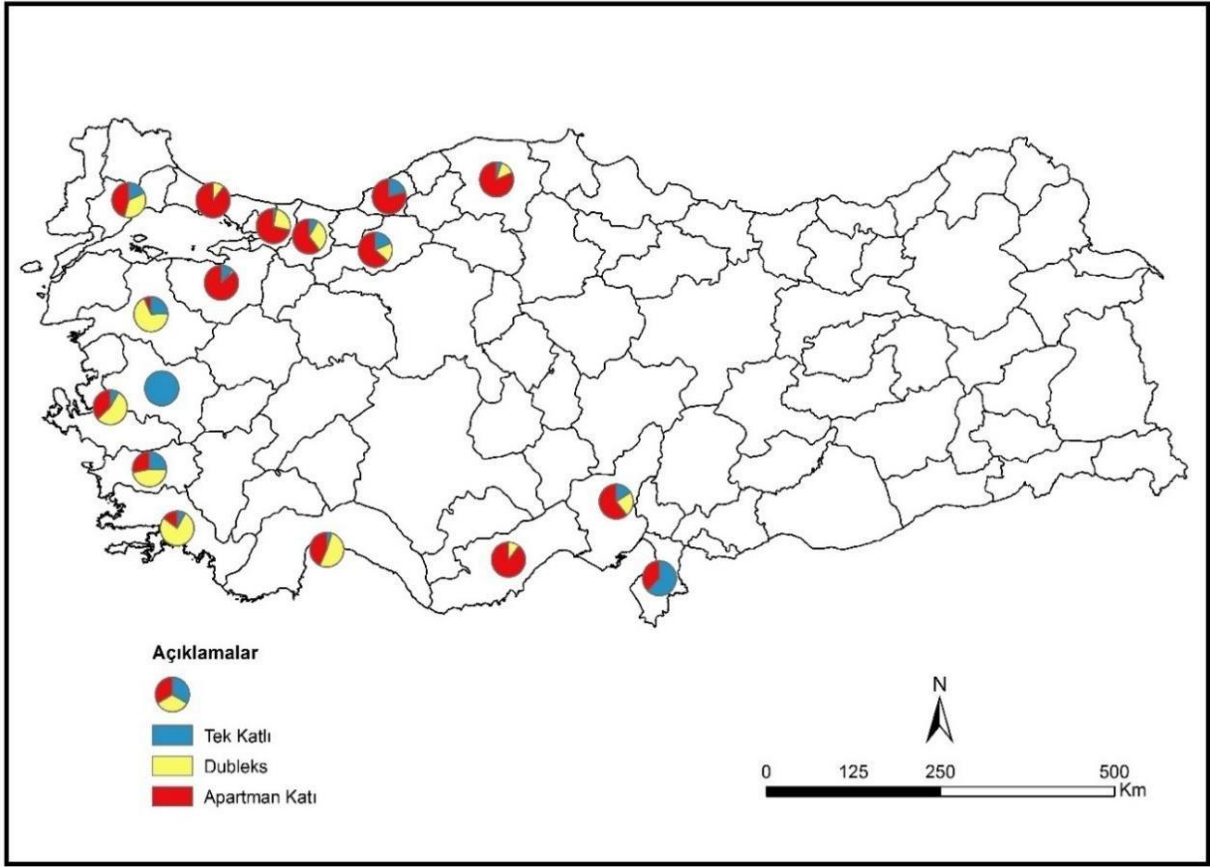 Açıklamalar
Tek Katlı
Dubleks
Apartman Katı
N
0 125 250 500
Km